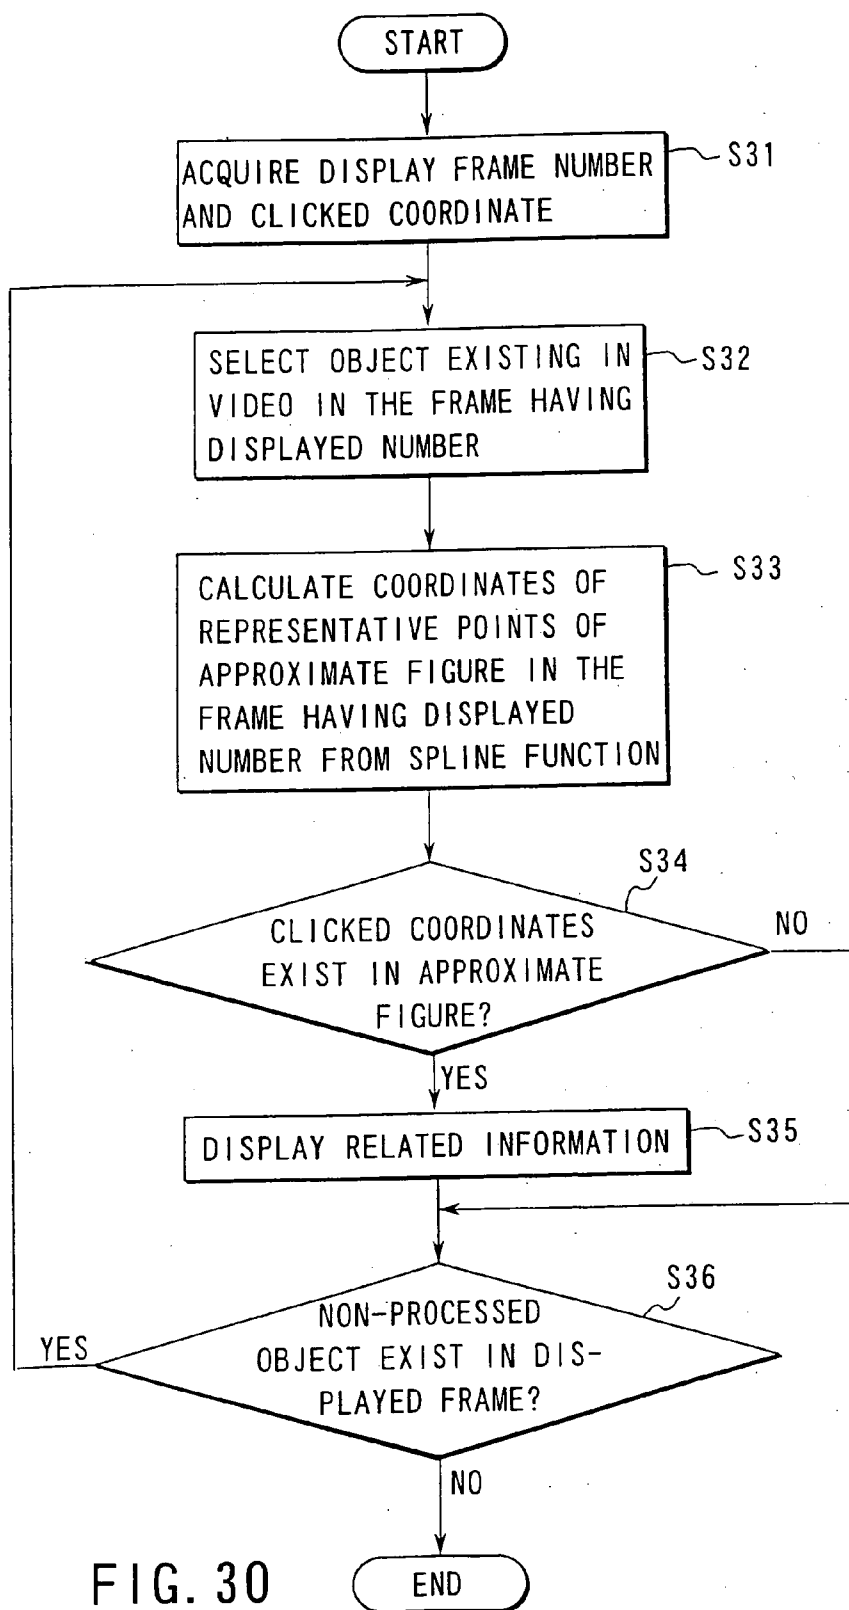 START
ACQUIRE DISPLAY FRAME NUMBER
AND CLICKED COORDINATE
S31
SELECT OBJECT EXISTING IN
VIDEO IN THE FRAME HAVING
DISPLAYED NUMBER
S32
CALCULATE COORDINATES OF
REPRESENTATIVE POINTS OF
APPROXIMATE FIGURE IN THE
FRAME HAVING DISPLAYED
NUMBER FROM SPLINE FUNCTION
S33
S34
CLICKED COORDINATES
EXIST IN APPROXIMATE
FIGURE?
NO
YES
DISPLAY RELATED INFORMATION
S35
S36
NON-PROCESSED
OBJECT EXIST IN DIS-
PLAYED FRAME?
YES
NO
END
FIG. 30